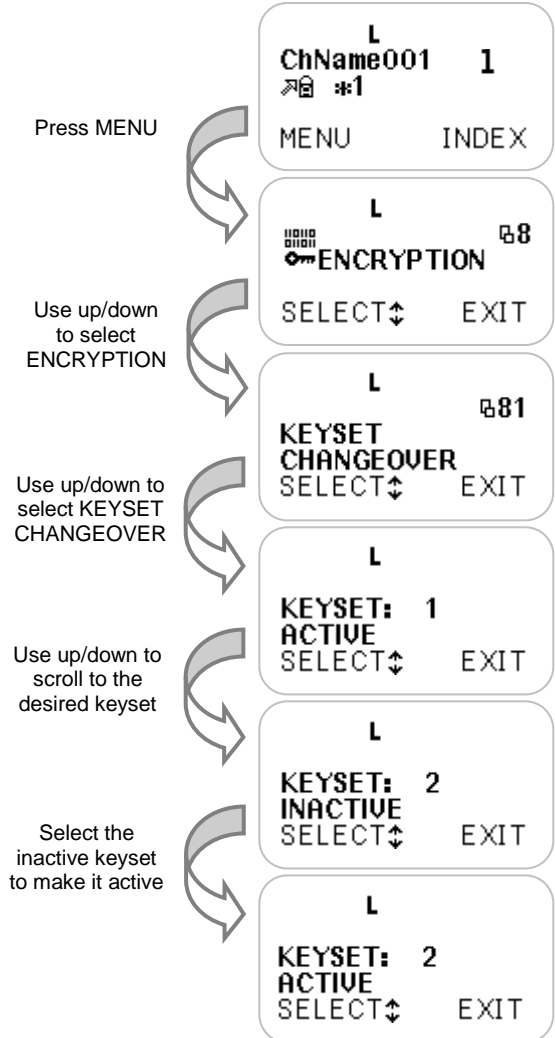 L
ChName001 1
*1
MENU INDEX
Press MENU
L
8
ENCRYPTION
SELECT EXIT
Use up/down
to select
ENCRYPTION
L
81
KEYSET
CHANGEOVER
SELECT EXIT
Use up/down to
select KEYSET
CHANGEOVER
L
KEYSET: 1
ACTIVE
SELECT EXIT
Use up/down to
scroll to the
desired keyset
L
KEYSET: 2
INACTIVE
SELECT EXIT
Select the
inactive keyset
to make it active
L
KEYSET: 2
ACTIVE
SELECT EXIT